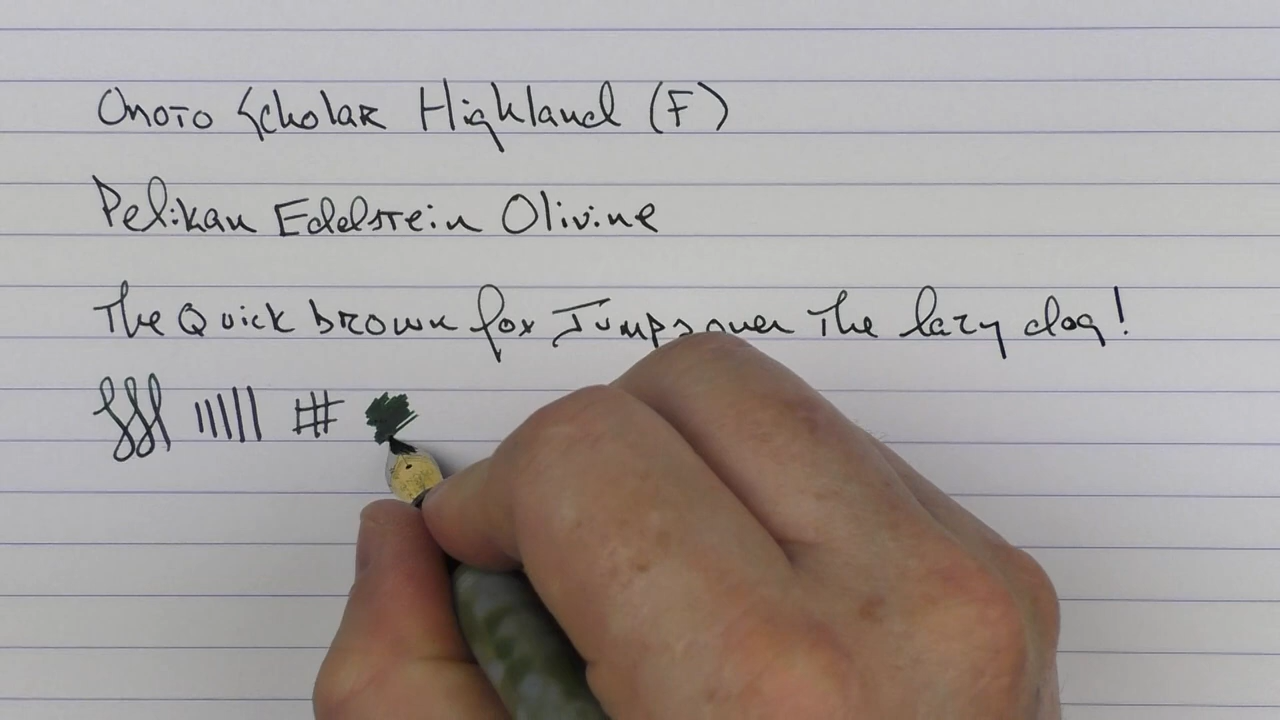 Onoto Scholar Highland (F)
Pelikan Edelstein Olivine
The Quick brown fox Jumps over The lazy dog!